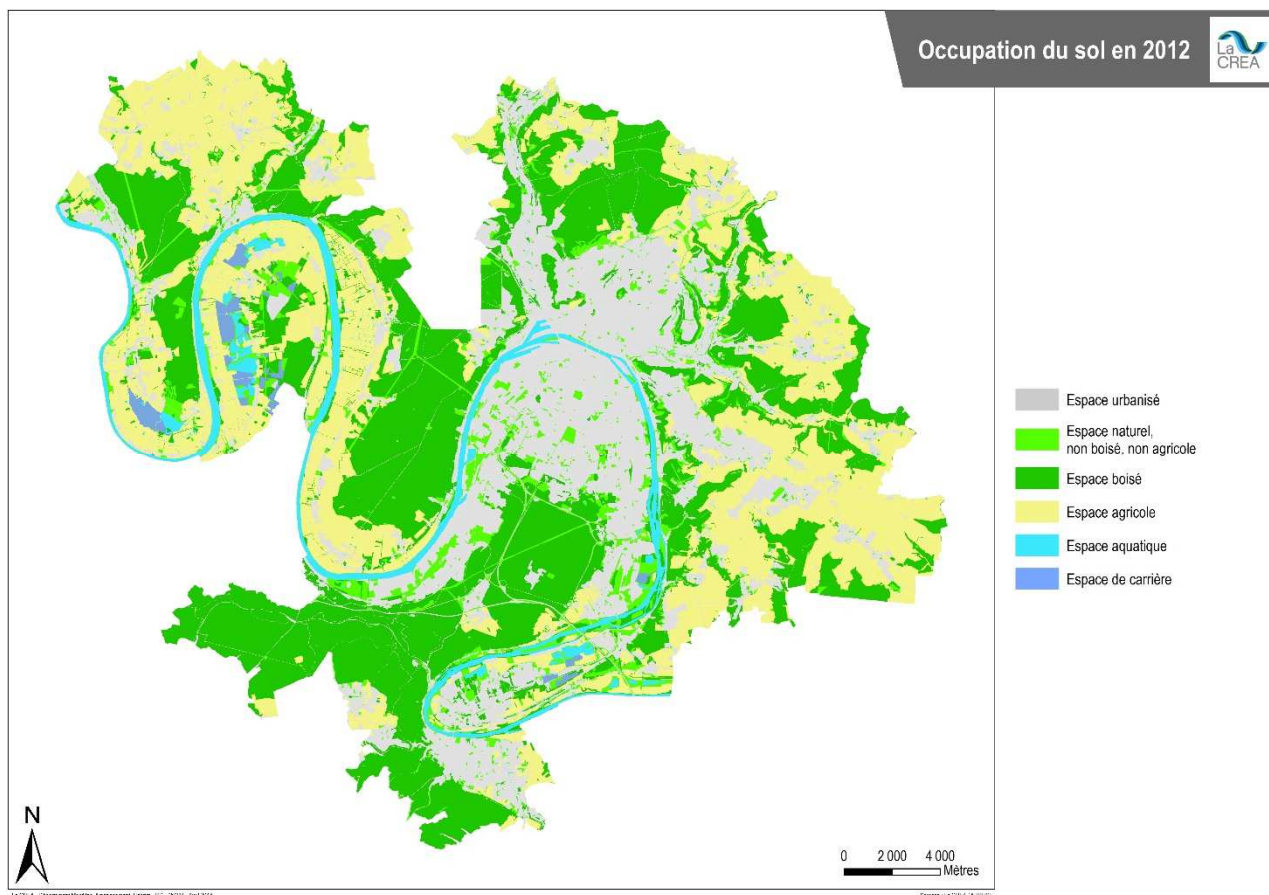 Occupation du sol en 2012
La
CREA
Espace urbanisé
Espace naturel,
non boisé, non agricole
Espace boisé
Espace agricole
Espace aquatique
Espace de carrière
N
0 2 000 4 000
Mètres